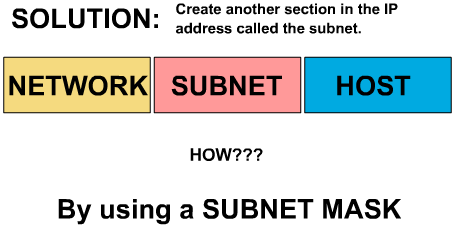 SOLUTION:
Create another section in the IP
address called the subnet.
NETWORK SUBNET HOST
HOW???
By using a SUBNET MASK